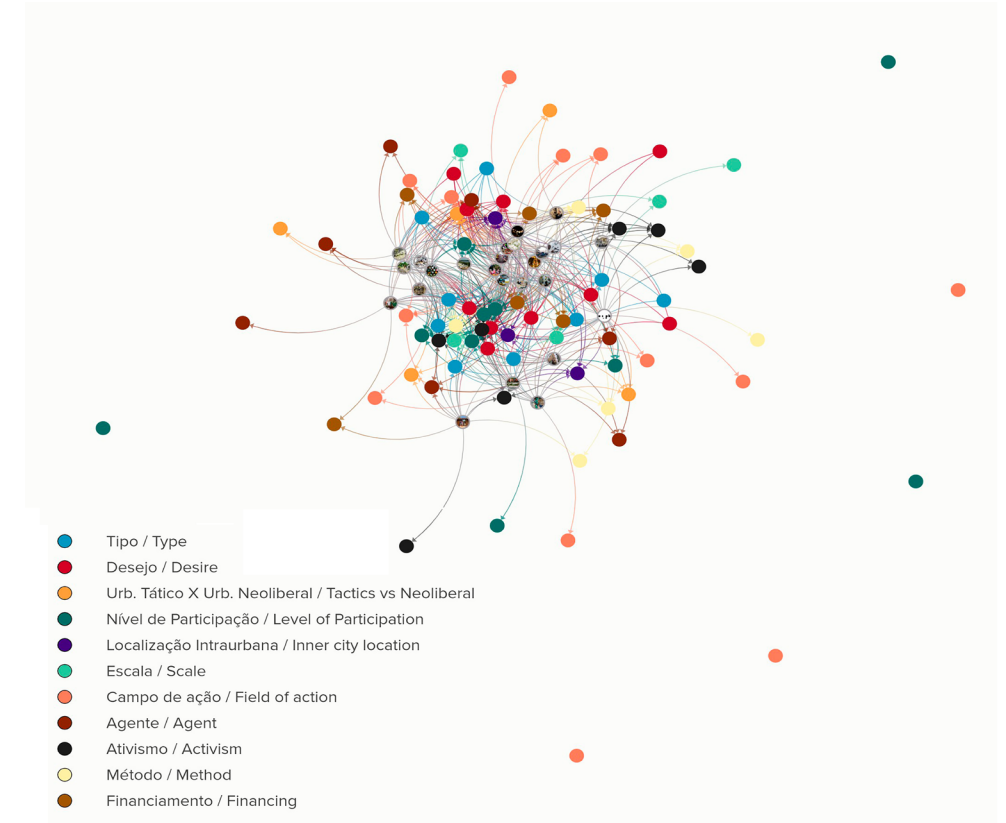 Tipo / Type
Desejo / Desire
Urb. Tático X Urb. Neoliberal / Tactics vs Neoliberal
Nível de Participação / Level of Participation
Localização Intraurbana / Inner city location
Escala / Scale
Campo de ação / Field of action
Agente / Agent
Ativismo / Activism
Método / Method
Financiamento / Financing